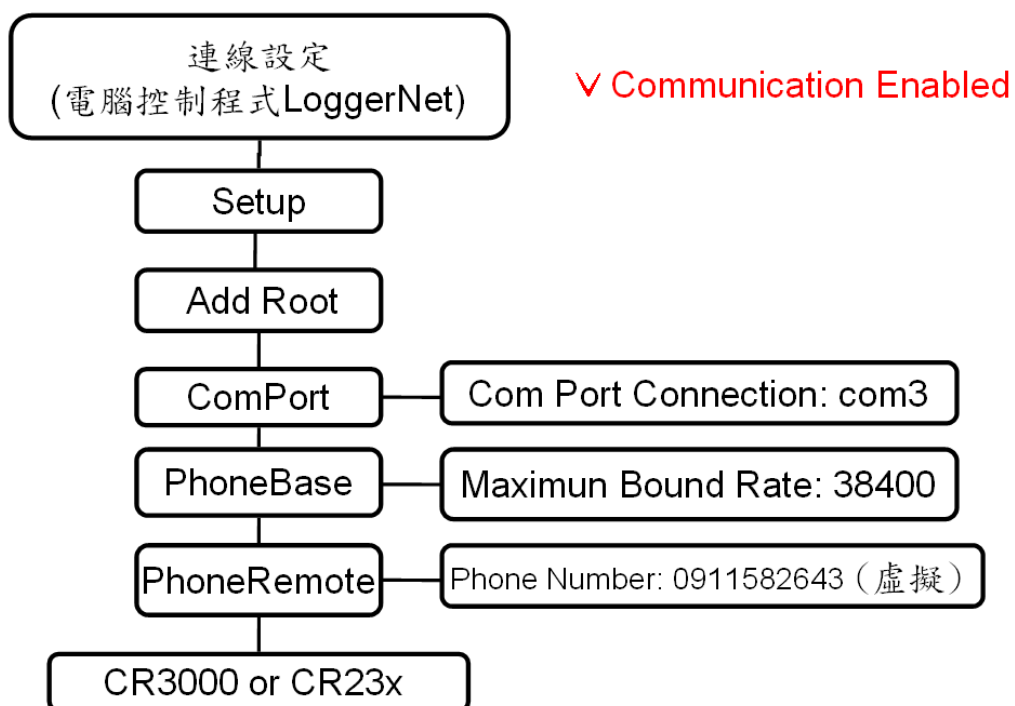 連線設定
(電腦控制程式LoggerNet)
V Communication Enabled
Setup
Add Root
ComPort
Com Port Connection: com3
PhoneBase
Maximun Bound Rate: 38400
PhoneRemote
Phone Number: 0911582643（虛擬）
CR3000 or CR23x